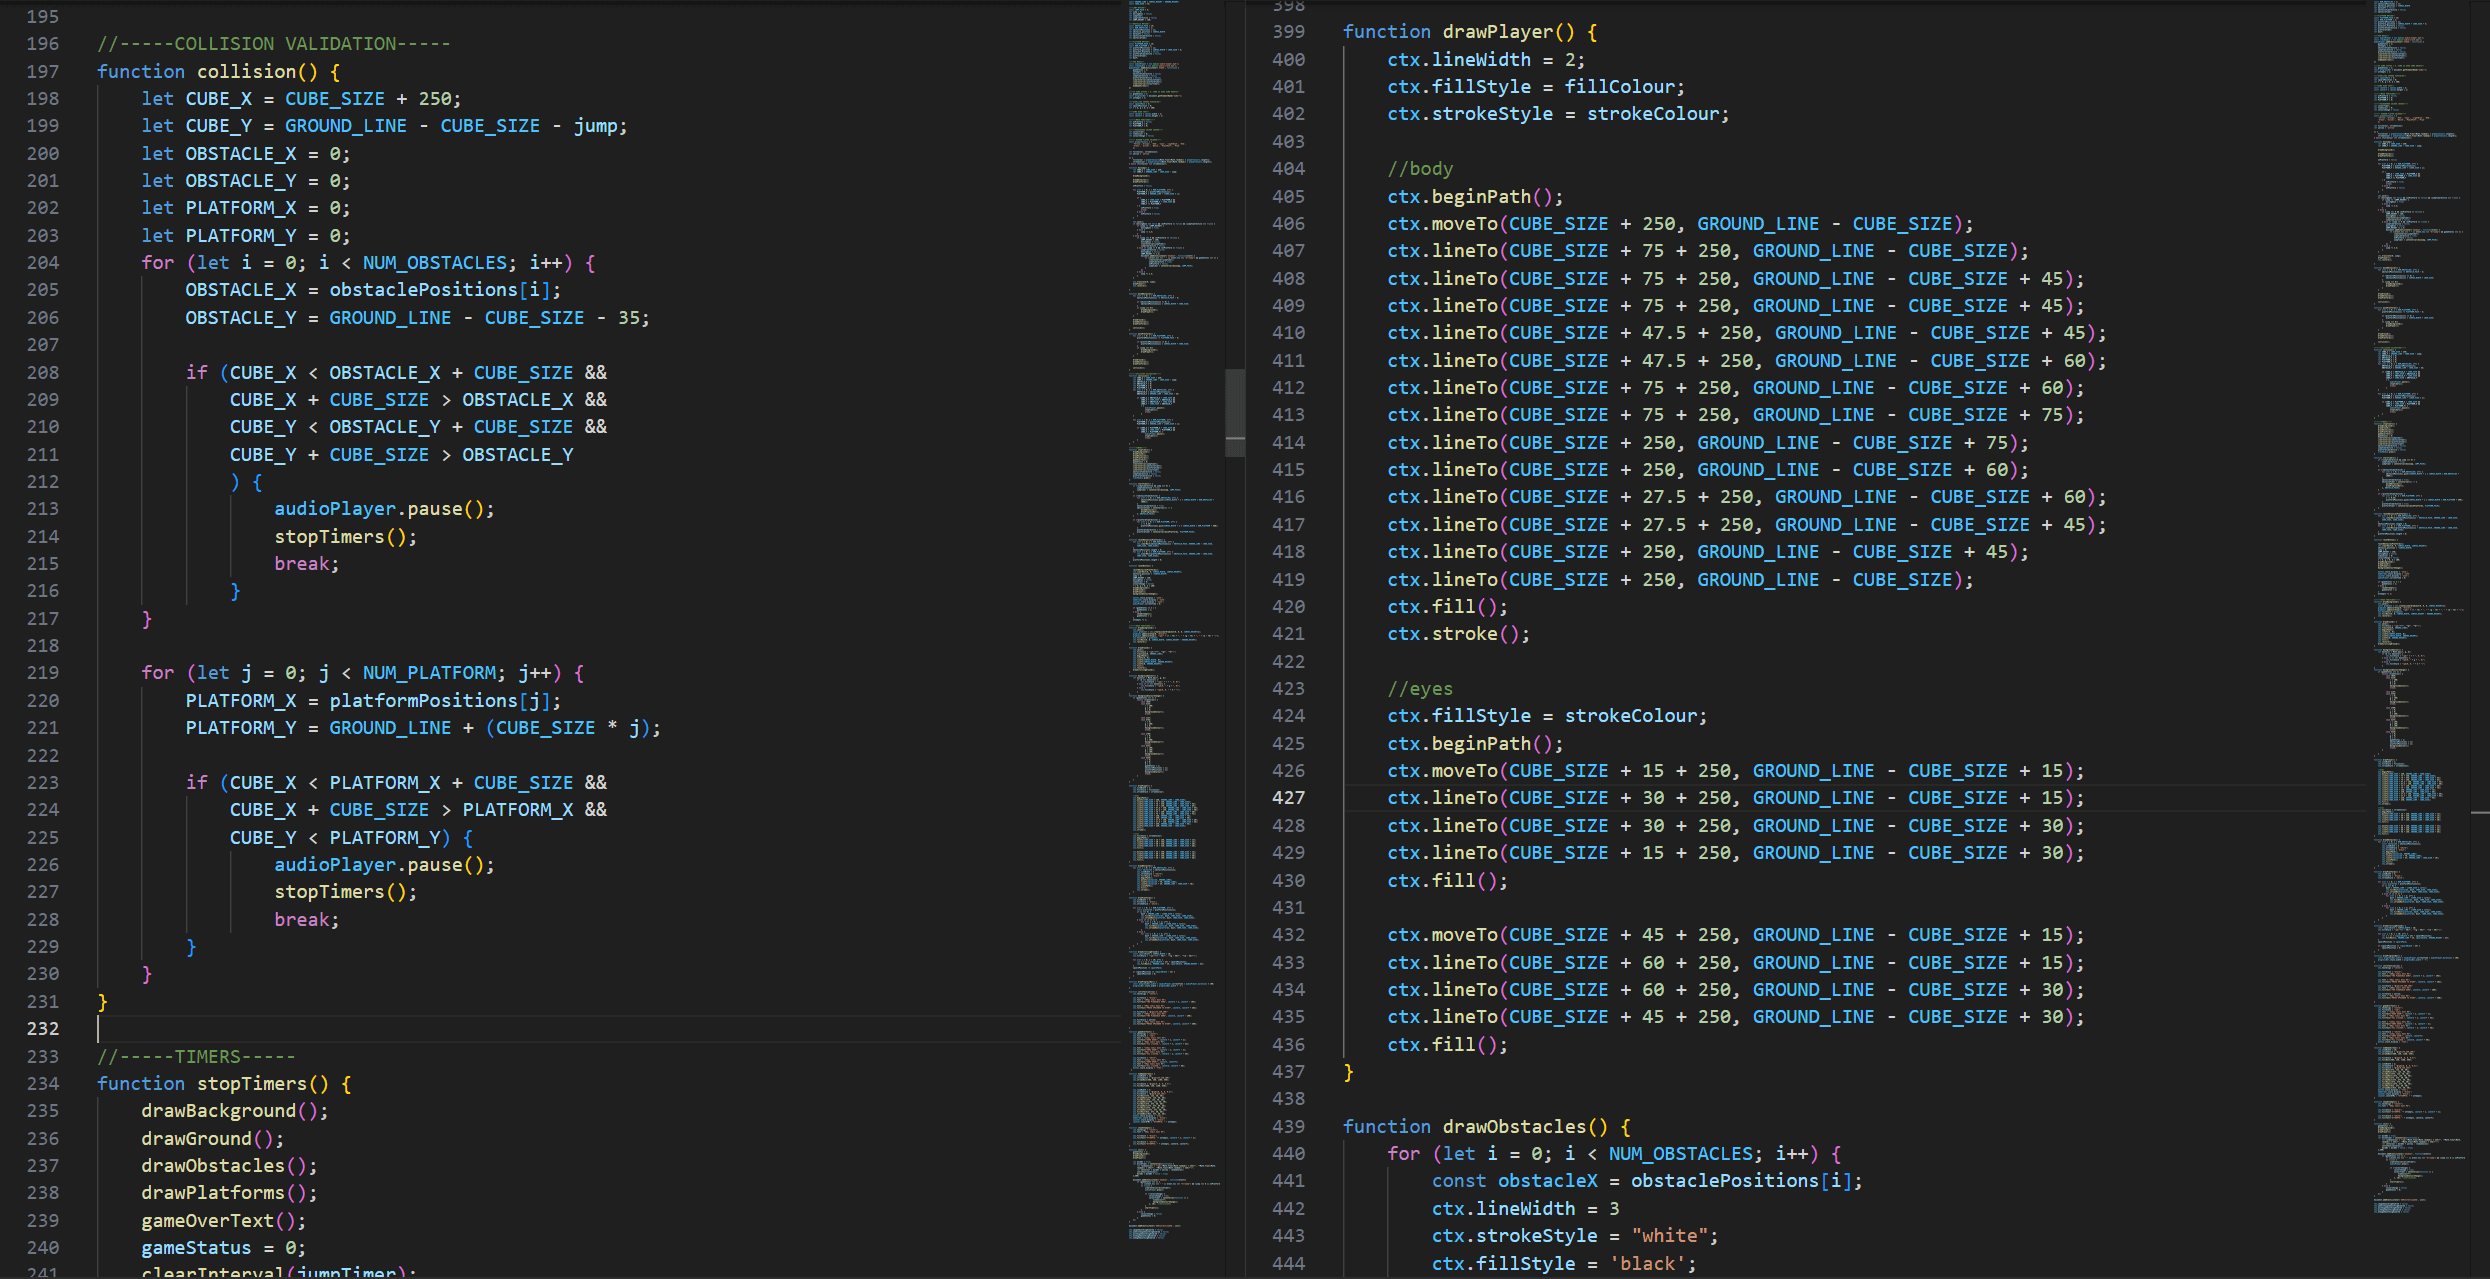 195
196 //-----COLLISION VALIDATION-----
197 function collision() {
198 let CUBE_X = CUBE_SIZE + 250;
199 let CUBE_Y = GROUND_LINE - CUBE_SIZE - jump;
200 let OBSTACLE_X = 0;
201 let OBSTACLE_Y = 0;
202 let PLATFORM_X = 0;
203 let PLATFORM_Y = 0;
204 for (let i = 0; i < NUM_OBSTACLES; i++) {
205 OBSTACLE_X = obstaclePositions[i];
206 OBSTACLE_Y = GROUND_LINE - CUBE_SIZE - 35;
207
208 if (CUBE_X < OBSTACLE_X + CUBE_SIZE &&
209 CUBE_X + CUBE_SIZE > OBSTACLE_X &&
210 CUBE_Y < OBSTACLE_Y + CUBE_SIZE &&
211 CUBE_Y + CUBE_SIZE > OBSTACLE_Y
212 ) {
213 audioPlayer.pause();
214 stopTimers();
215 break;
216 }
217 }
218
219 for (let j = 0; j < NUM_PLATFORM; j++) {
220 PLATFORM_X = platformPositions[j];
221 PLATFORM_Y = GROUND_LINE + (CUBE_SIZE * j);
222
223 if (CUBE_X < PLATFORM_X + CUBE_SIZE &&
224 CUBE_X + CUBE_SIZE > PLATFORM_X &&
225 CUBE_Y < PLATFORM_Y) {
226 audioPlayer.pause();
227 stopTimers();
228 break;
229 }
230 }
231 }
232
233 //-----TIMERS-----
234 function stopTimers() {
235 drawBackground();
236 drawGround();
237 drawObstacles();
238 drawPlatforms();
239 gameOverText();
240 gameStatus = 0;
241 clearInterval(jumpTimer);
398
399 function drawPlayer() {
400 ctx.lineWidth = 2;
401 ctx.fillStyle = fillColour;
402 ctx.strokeStyle = strokeColour;
403
404 //body
405 ctx.beginPath();
406 ctx.moveTo(CUBE_SIZE + 250, GROUND_LINE - CUBE_SIZE);
407 ctx.lineTo(CUBE_SIZE + 75 + 250, GROUND_LINE - CUBE_SIZE);
408 ctx.lineTo(CUBE_SIZE + 75 + 250, GROUND_LINE - CUBE_SIZE + 45);
409 ctx.lineTo(CUBE_SIZE + 75 + 250, GROUND_LINE - CUBE_SIZE + 45);
410 ctx.lineTo(CUBE_SIZE + 47.5 + 250, GROUND_LINE - CUBE_SIZE + 45);
411 ctx.lineTo(CUBE_SIZE + 47.5 + 250, GROUND_LINE - CUBE_SIZE + 60);
412 ctx.lineTo(CUBE_SIZE + 75 + 250, GROUND_LINE - CUBE_SIZE + 60);
413 ctx.lineTo(CUBE_SIZE + 75 + 250, GROUND_LINE - CUBE_SIZE + 75);
414 ctx.lineTo(CUBE_SIZE + 250, GROUND_LINE - CUBE_SIZE + 75);
415 ctx.lineTo(CUBE_SIZE + 250, GROUND_LINE - CUBE_SIZE + 60);
416 ctx.lineTo(CUBE_SIZE + 27.5 + 250, GROUND_LINE - CUBE_SIZE + 60);
417 ctx.lineTo(CUBE_SIZE + 27.5 + 250, GROUND_LINE - CUBE_SIZE + 45);
418 ctx.lineTo(CUBE_SIZE + 250, GROUND_LINE - CUBE_SIZE + 45);
419 ctx.lineTo(CUBE_SIZE + 250, GROUND_LINE - CUBE_SIZE);
420 ctx.fill();
421 ctx.stroke();
422
423 //eyes
424 ctx.fillStyle = strokeColour;
425 ctx.beginPath();
426 ctx.moveTo(CUBE_SIZE + 15 + 250, GROUND_LINE - CUBE_SIZE + 15);
427 ctx.lineTo(CUBE_SIZE + 30 + 250, GROUND_LINE - CUBE_SIZE + 15);
428 ctx.lineTo(CUBE_SIZE + 30 + 250, GROUND_LINE - CUBE_SIZE + 30);
429 ctx.lineTo(CUBE_SIZE + 15 + 250, GROUND_LINE - CUBE_SIZE + 30);
430 ctx.fill();
431
432 ctx.moveTo(CUBE_SIZE + 45 + 250, GROUND_LINE - CUBE_SIZE + 15);
433 ctx.lineTo(CUBE_SIZE + 60 + 250, GROUND_LINE - CUBE_SIZE + 15);
434 ctx.lineTo(CUBE_SIZE + 60 + 250, GROUND_LINE - CUBE_SIZE + 30);
435 ctx.lineTo(CUBE_SIZE + 45 + 250, GROUND_LINE - CUBE_SIZE + 30);
436 ctx.fill();
437 }
438
439 function drawObstacles() {
440 for (let i = 0; i < NUM_OBSTACLES; i++) {
441 const obstacleX = obstaclePositions[i];
442 ctx.lineWidth = 3
443 ctx.strokeStyle = "white";
444 ctx.fillStyle = 'black';